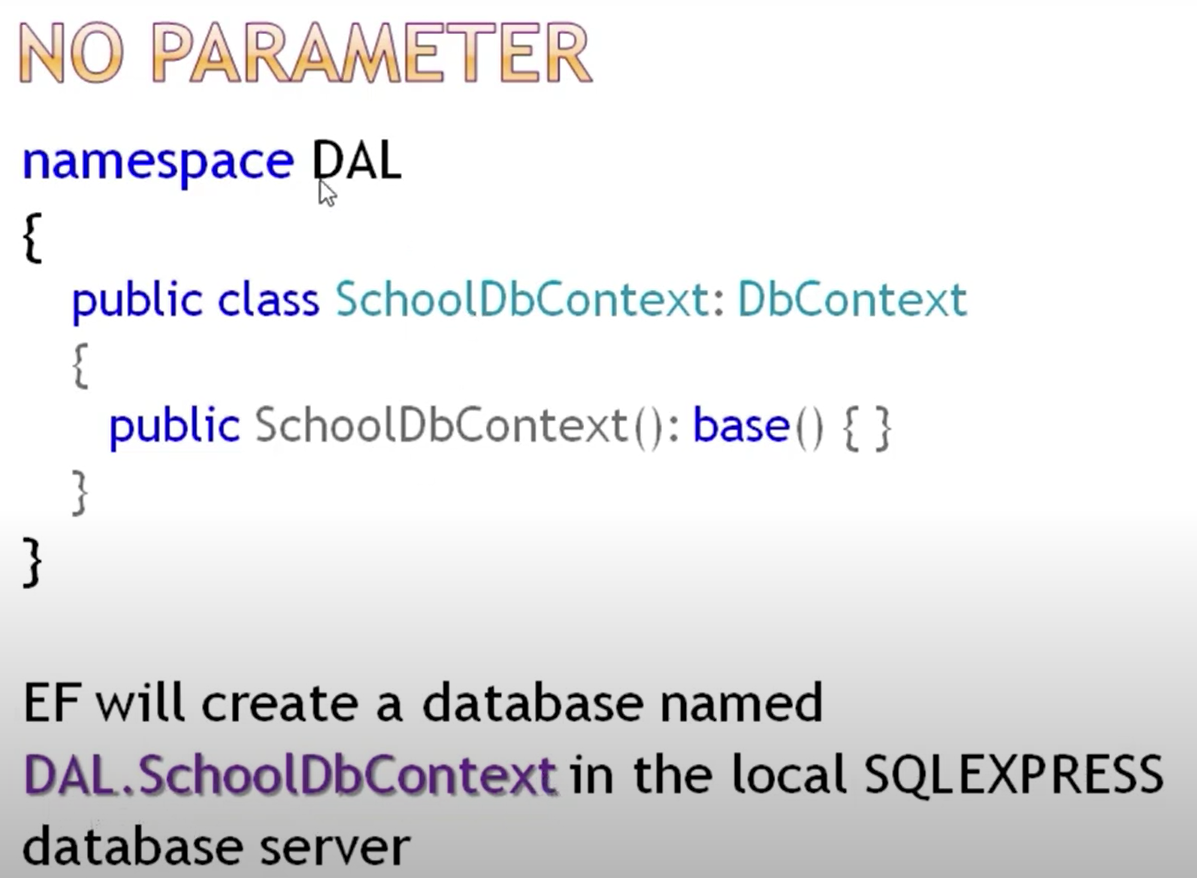 NO PARAMETER
namespace DAL
{
public class SchoolDbContext: DbContext
{
public SchoolDbContext(): base() { }
}
}
EF will create a database named
DAL.SchoolDbContext in the local SQLEXPRESS
database server